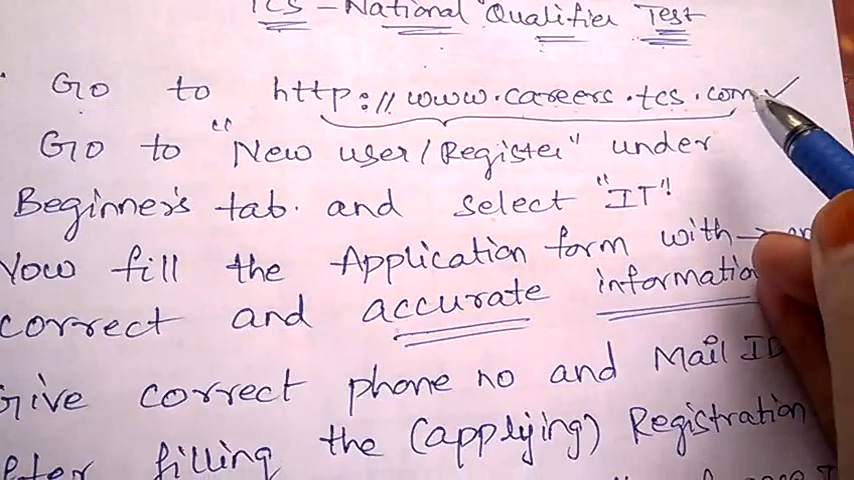 TCS - National Qualifier Test
Go to http://www.careers.tcs.com
Go to "New user/Register" under
Beginner's tab. and select "IT"!
Now fill the Application form with
correct and accurate information
Give correct phone no and Mail ID
After filling the (applying) Registration